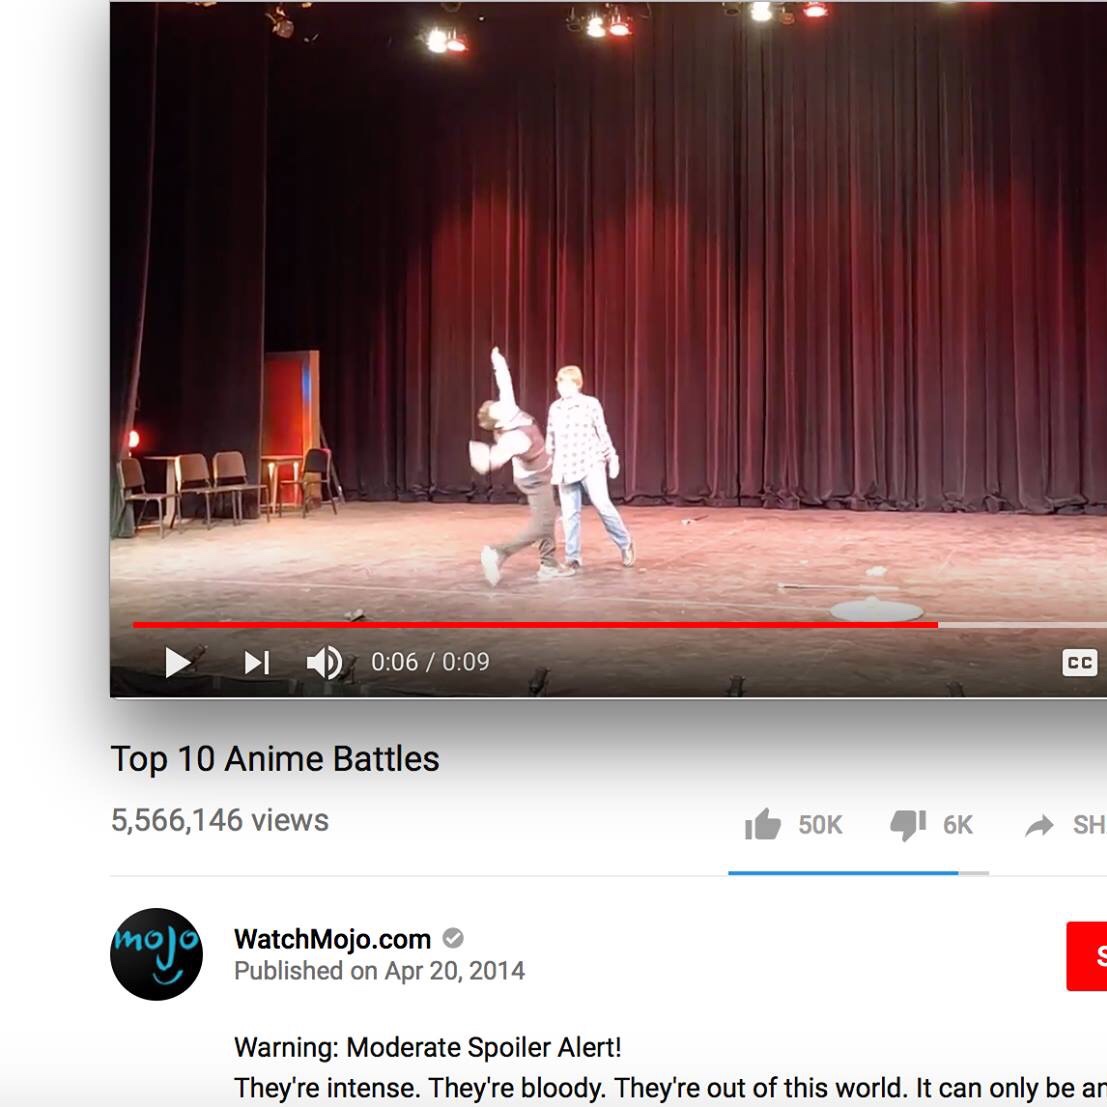 0:06 / 0:09
CC
Top 10 Anime Battles
5,566,146 views
50K
6K
SH
mojo
WatchMojo.com
Published on Apr 20, 2014
S
Warning: Moderate Spoiler Alert!
They're intense. They're bloody. They're out of this world. It can only be an